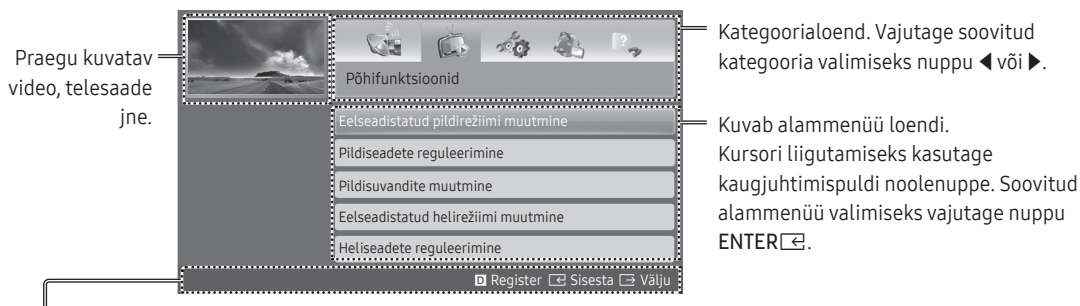 Praegu kuvatav
video, telesaade
jne.
Põhifunktsioonid
Eelseadistatud pildirežiimi muutmine
Pildiseadete reguleerimine
Pildisuvandite muutmine
Eelseadistatud helirežiimi muutmine
Heliseadete reguleerimine
D Register Sisesta Välju
Kategoorialoend. Vajutage soovitud
kategooria valimiseks nuppu ◀ või ▶.
Kuvab alammenüü loendi.
Kursori liigutamiseks kasutage
kaugjuhtimispuldi noolenuppe. Soovitud
alammenüü valimiseks vajutage nuppu
ENTER.